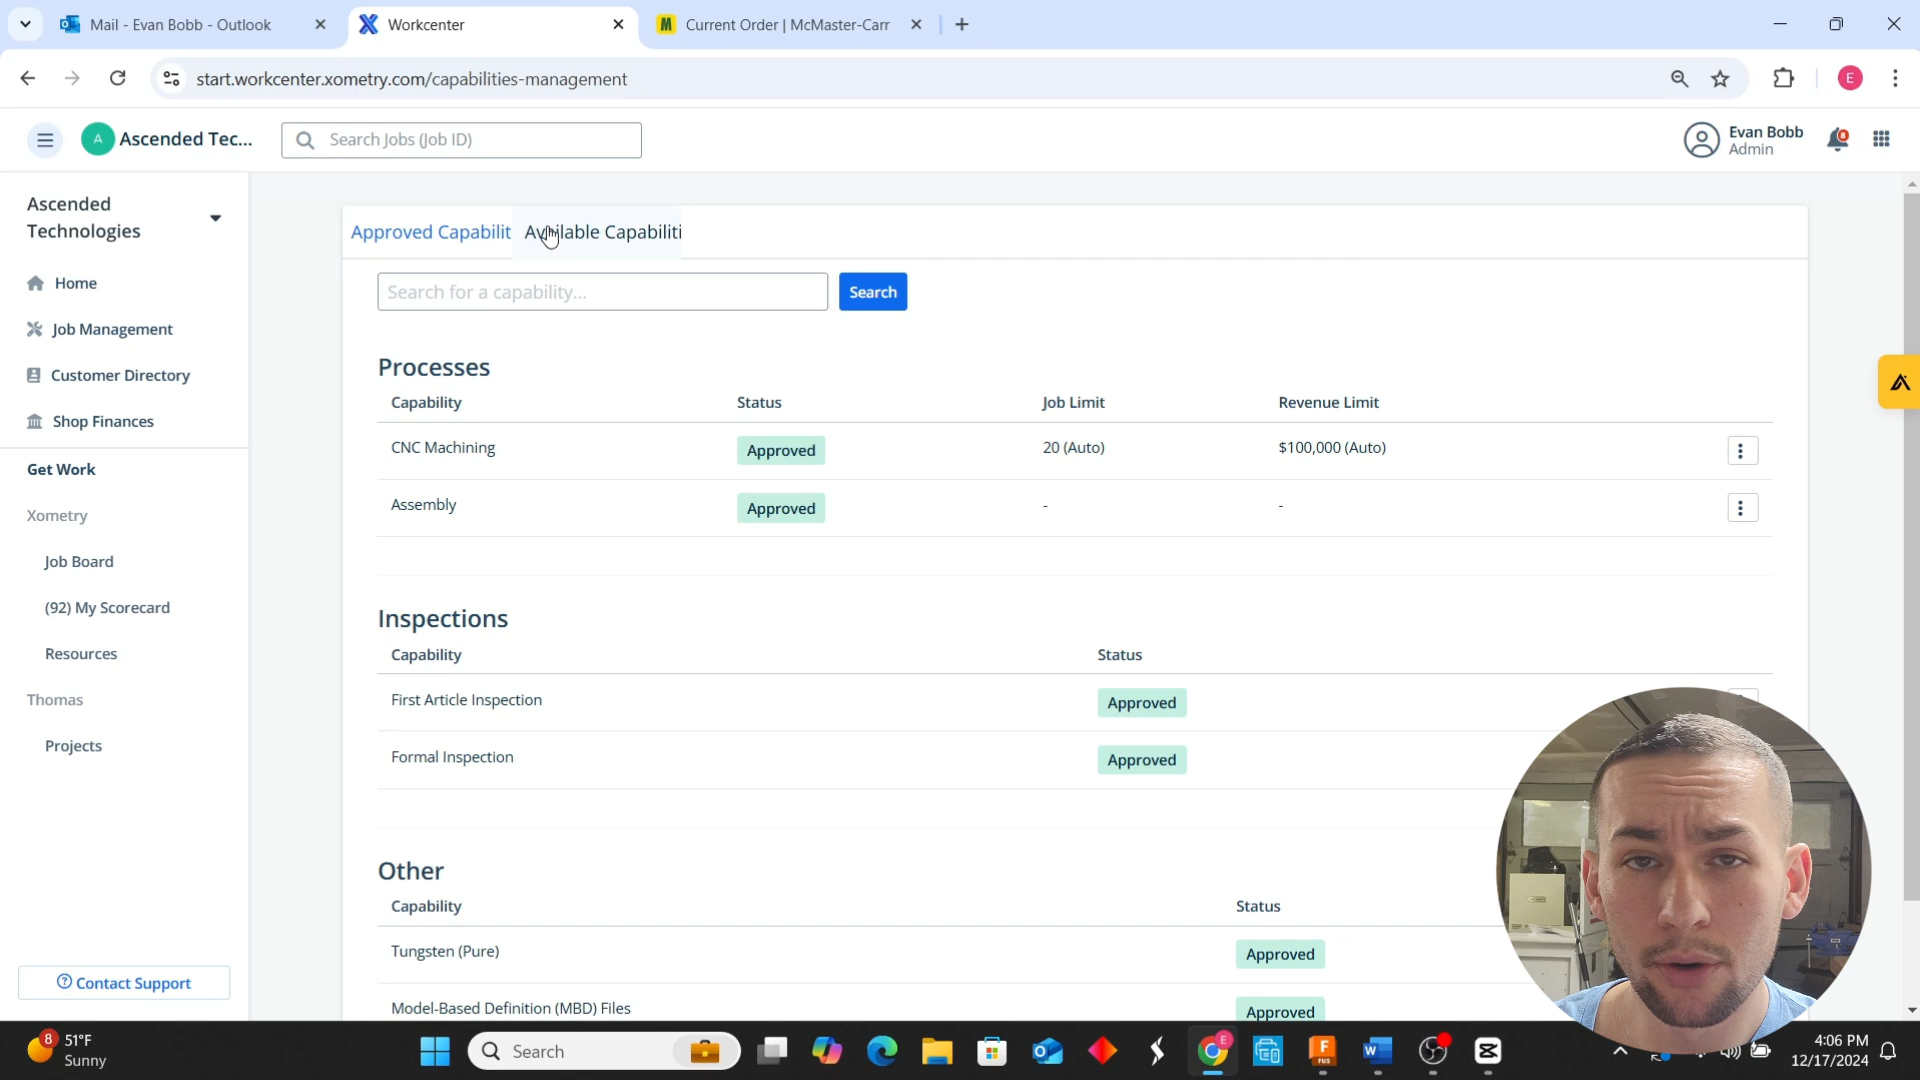 Mail - Evan Bobb - Outlook
Workcenter
Current Order | McMaster-Carr
start.workcenter.xometry.com/capabilities-management
E
A
Ascended Tec...
Search Jobs (Job ID)
Evan Bobb
Admin
8
Ascended
Technologies
Home
Job Management
Customer Directory
Shop Finances
Get Work
Xometry
Job Board
(92) My Scorecard
Resources
Thomas
Projects
Contact Support
Approved Capabilit
Available Capabiliti
Search for a capability...
Search
Processes
Capability Status Job Limit Revenue Limit
CNC Machining Approved 20 (Auto) $100,000 (Auto)
Assembly Approved - -
Inspections
Capability Status
First Article Inspection Approved
Formal Inspection Approved
Other
Capability Status
Tungsten (Pure) Approved
Model-Based Definition (MBD) Files Approved
8
51°F
Sunny
Search
4:06 PM
12/17/2024